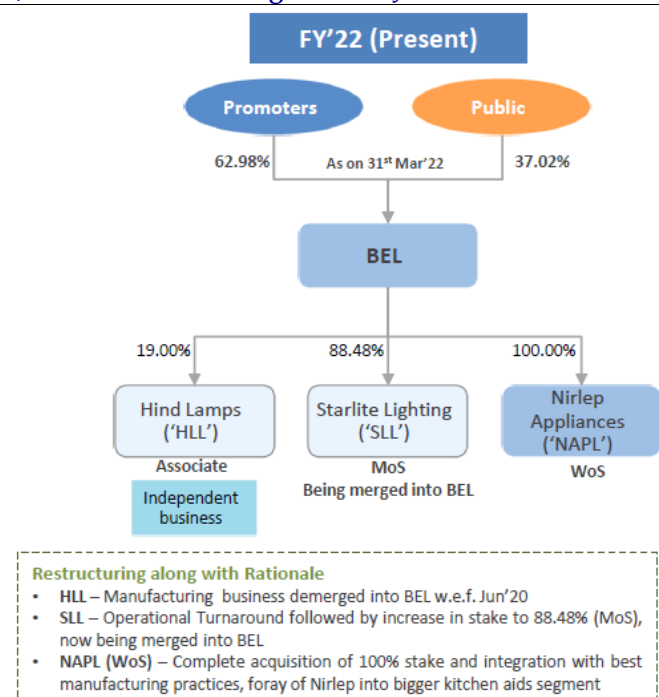 FY'22 (Present)
Promoters
Public
62.98%
As on 31st Mar'22
37.02%
BEL
19.00%
88.48%
100.00%
Hind Lamps
('HLL')
Starlite Lighting
('SLL')
Nirlep
Appliances
('NAPL')
Associate
MoS
Being merged into BEL
WoS
Independent
business
Restructuring along with Rationale
• HLL – Manufacturing business demerged into BEL w.e.f. Jun'20
• SLL – Operational Turnaround followed by increase in stake to 88.48% (MoS),
now being merged into BEL
• NAPL (WoS) – Complete acquisition of 100% stake and integration with best
manufacturing practices, foray of Nirlep into bigger kitchen aids segment